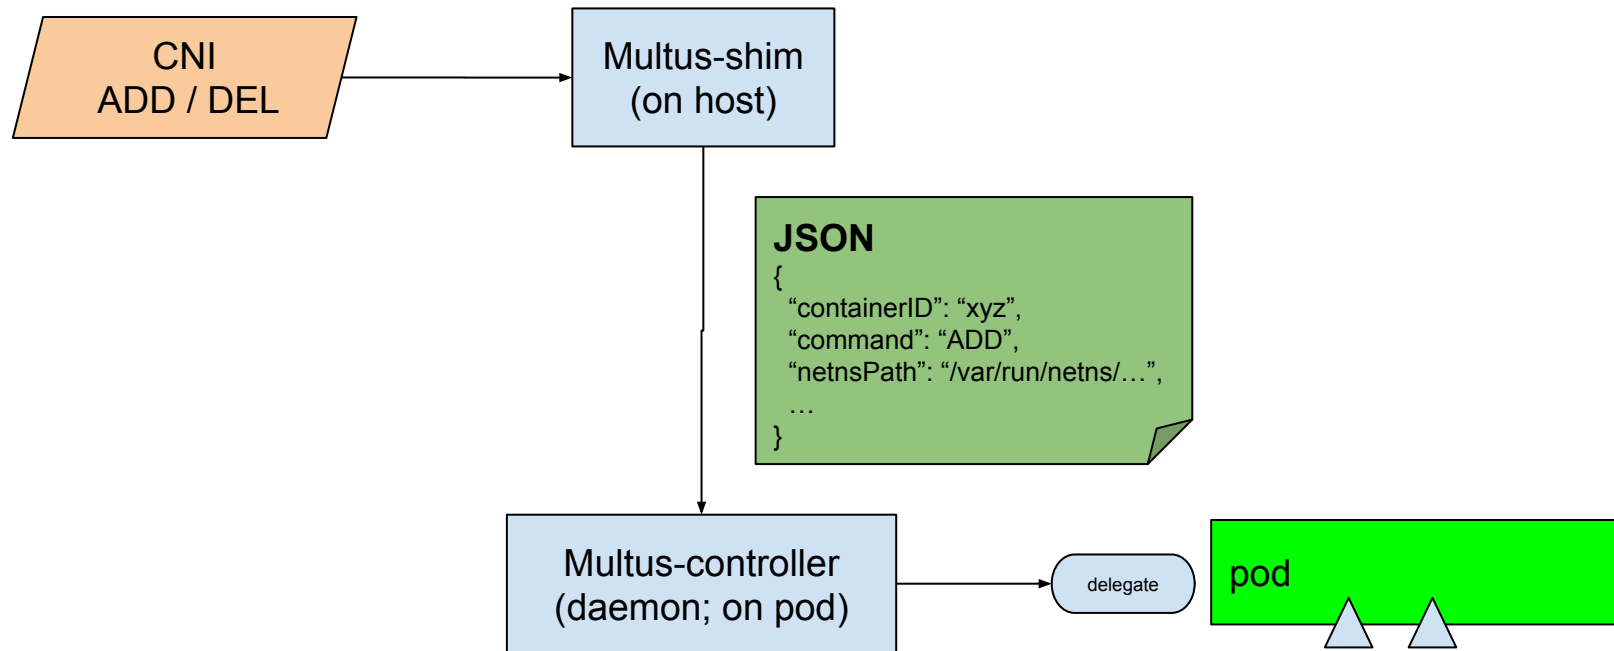 CNI
ADD / DEL
Multus-shim
(on host)
JSON
{
“containerID”: “xyz”,
“command”: “ADD”,
“netnsPath”: “/var/run/netns/…”,
…
}
Multus-controller
(daemon; on pod)
delegate
pod